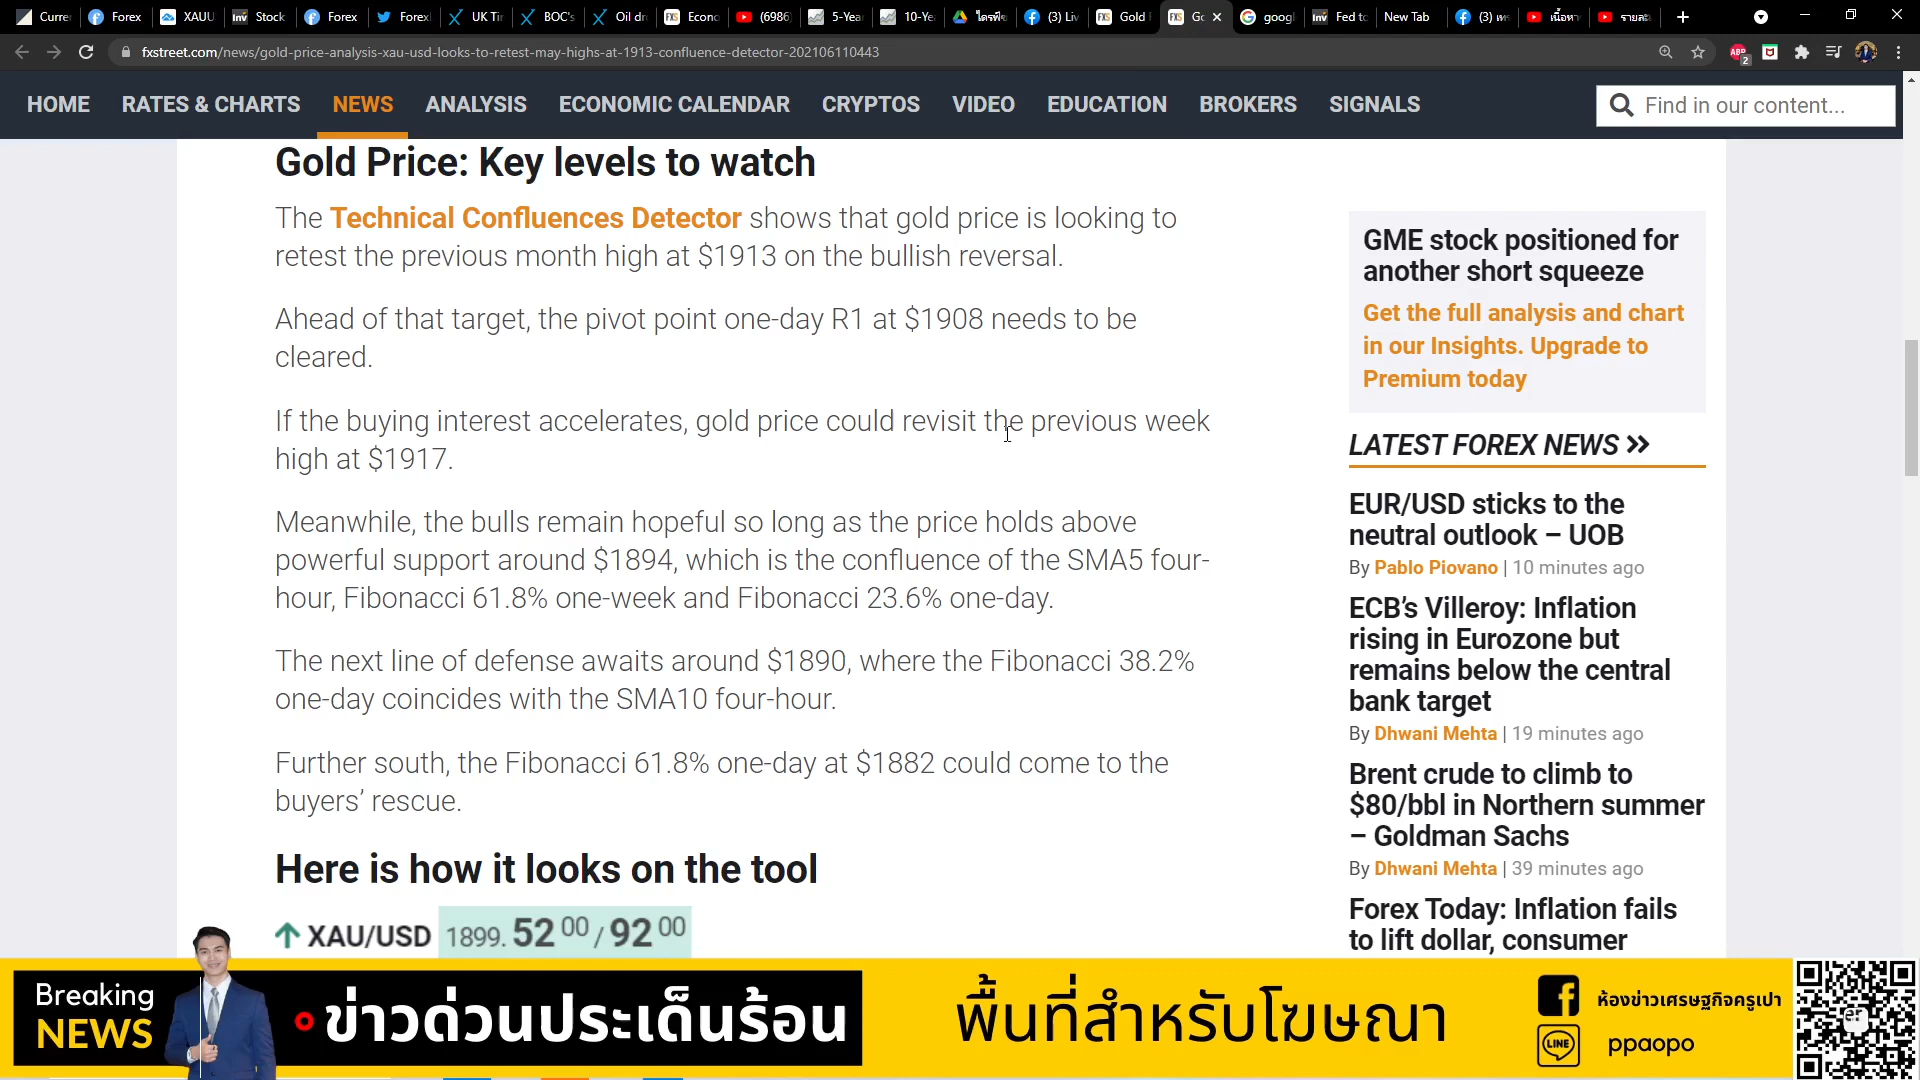 Curre
Forex
XAUU
Stock
Forex
Forex
UK Ti
BOC's
Oil dr
Econo
(6986)
5-Yea
10-Ye
ไดรฟ์ข
(3) Liv
Gold
Go
googl
Fed to
New Tab
(3) เพ
เนื้อหา
รายละ
fxstreet.com/news/gold-price-analysis-xau-usd-looks-to-retest-may-highs-at-1913-confluence-detector-202106110443
HOME
RATES & CHARTS
NEWS
ANALYSIS
ECONOMIC CALENDAR
CRYPTOS
VIDEO
EDUCATION
BROKERS
SIGNALS
Find in our content...
Gold Price: Key levels to watch
The Technical Confluences Detector shows that gold price is looking to
retest the previous month high at $1913 on the bullish reversal.
Ahead of that target, the pivot point one-day R1 at $1908 needs to be
cleared.
If the buying interest accelerates, gold price could revisit the previous week
high at $1917.
Meanwhile, the bulls remain hopeful so long as the price holds above
powerful support around $1894, which is the confluence of the SMA5 four-
hour, Fibonacci 61.8% one-week and Fibonacci 23.6% one-day.
The next line of defense awaits around $1890, where the Fibonacci 38.2%
one-day coincides with the SMA10 four-hour.
Further south, the Fibonacci 61.8% one-day at $1882 could come to the
buyers’ rescue.
Here is how it looks on the tool
XAU/USD 1899. 52 00 / 92 00
GME stock positioned for
another short squeeze
Get the full analysis and chart
in our Insights. Upgrade to
Premium today
LATEST FOREX NEWS
EUR/USD sticks to the
neutral outlook – UOB
By Pablo Piovano | 10 minutes ago
ECB’s Villeroy: Inflation
rising in Eurozone but
remains below the central
bank target
By Dhwani Mehta | 19 minutes ago
Brent crude to climb to
$80/bbl in Northern summer
– Goldman Sachs
By Dhwani Mehta | 39 minutes ago
Forex Today: Inflation fails
to lift dollar, consumer
Breaking
NEWS
ข่าวด่วนประเด็นร้อน
พื้นที่สำหรับโฆษณา
ห้องข่าวเศรษฐกิจครูเปา
LINE
ppaopo